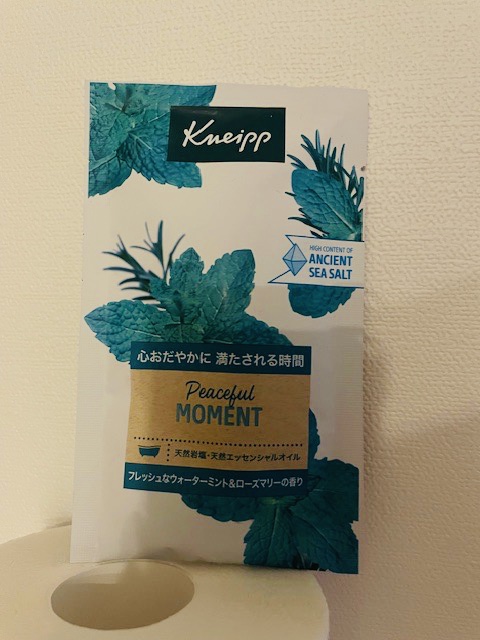 Kneipp
HIGH CONTENT OF
ANCIENT
SEA SALT
心おだやかに 満たされる時間
Peaceful
MOMENT
天然岩塩・天然エッセンシャルオイル
フレッシュなウォーターミント&ローズマリーの香り